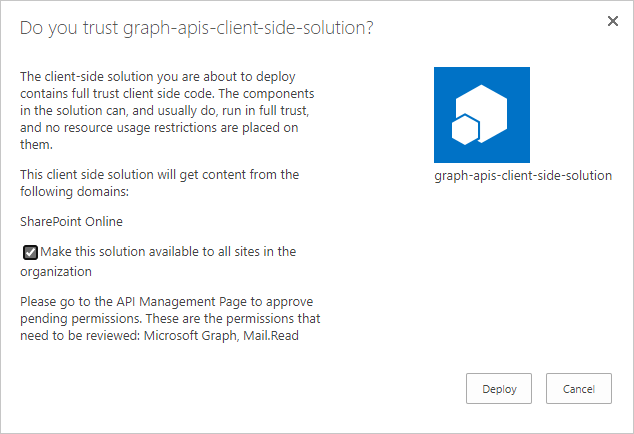 Do you trust graph-apis-client-side-solution?
The client-side solution you are about to deploy
contains full trust client side code. The components
in the solution can, and usually do, run in full trust,
and no resource usage restrictions are placed on
them.
This client side solution will get content from the
following domains:
SharePoint Online
Make this solution available to all sites in the
organization
Please go to the API Management Page to approve
pending permissions. These are the permissions that
need to be reviewed: Microsoft Graph, Mail.Read
graph-apis-client-side-solution
Deploy
Cancel